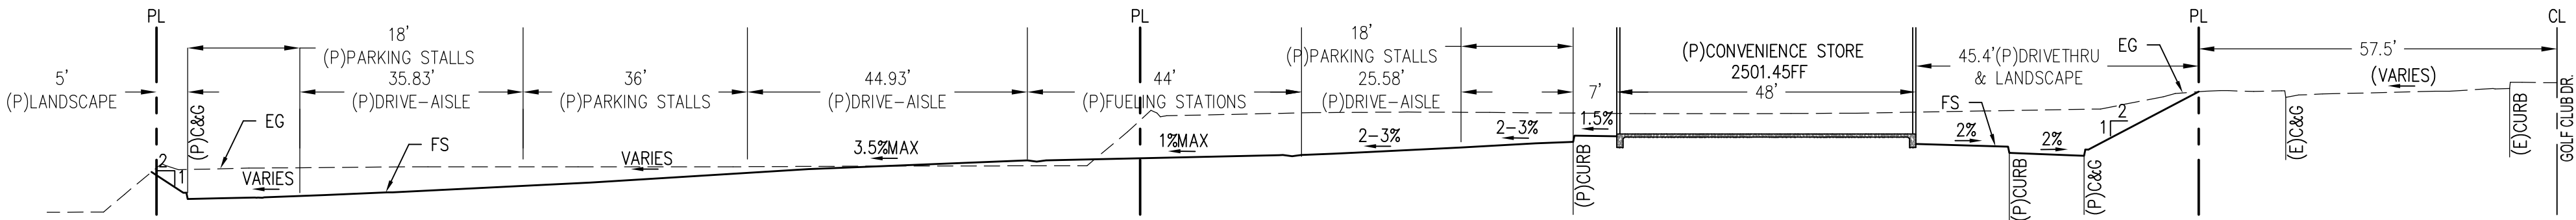 PL
PL
PL
CL
5'
(P)LANDSCAPE
(P)C&G
18'
(P)PARKING STALLS
35.83'
(P)DRIVE-AISLE
36'
(P)PARKING STALLS
44.93'
(P)DRIVE-AISLE
44'
(P)FUELING STATIONS
18'
(P)PARKING STALLS
25.58'
(P)DRIVE-AISLE
7'
(P)CONVENIENCE STORE
2501.45FF
48'
45.4'(P)DRIVETHRU
& LANDSCAPE
EG
57.5'
(VARIES)
GOLF CLUB DR.
EG
FS
2
1
VARIES
VARIES
3.5%MAX
1%MAX
2-3%
2-3%
1.5%
(P)CURB
FS
2%
2%
(P)CURB
(P)C&G
2
1
(E)C&G
(E)CURB